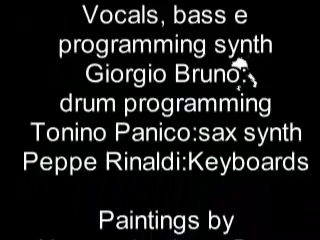 Vocals, bass e
programming synth
Giorgio Bruno:
drum programming
Tonino Panico:sax synth
Peppe Rinaldi:Keyboards
Paintings by